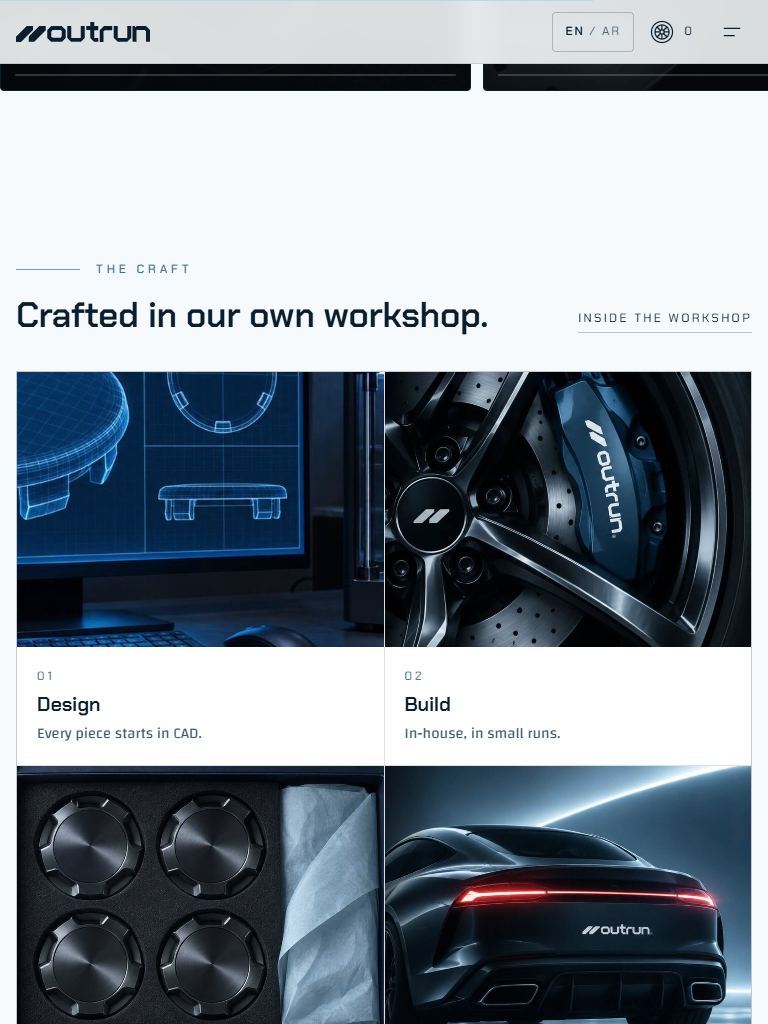 outrun
EN / AR
0
THE CRAFT
Crafted in our own workshop.
INSIDE THE WORKSHOP
outrun
01
Design
Every piece starts in CAD.
02
Build
In-house, in small runs.
outrun